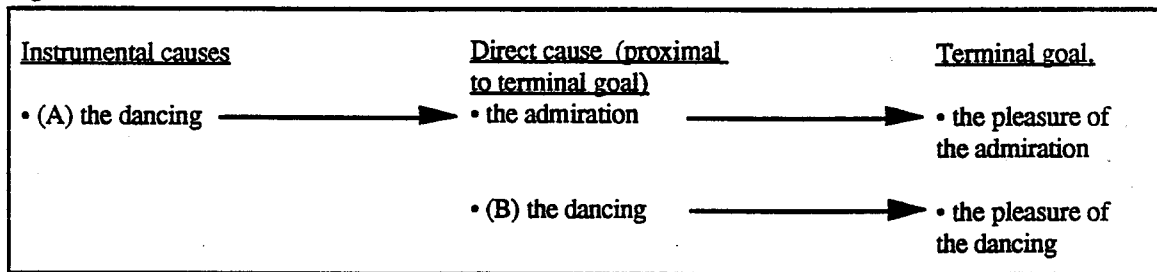 Instrumental causes
Direct cause (proximal to terminal goal)
Terminal goal,
• (A) the dancing
• the admiration
• the pleasure of the admiration
• (B) the dancing
• the pleasure of the dancing